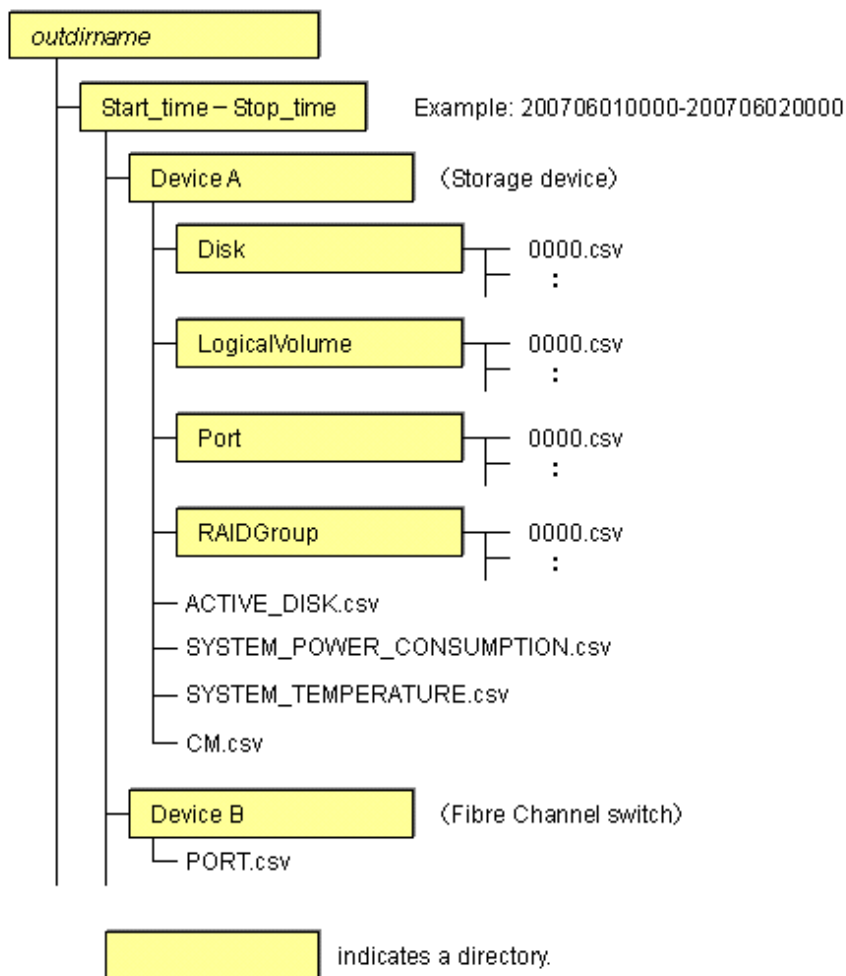 outdirname
Start_time – Stop_time Example: 200706010000-200706020000
Device A (Storage device)
Disk 0000.csv
:
LogicalVolume 0000.csv
:
Port 0000.csv
:
RAIDGroup 0000.csv
:
ACTIVE_DISK.csv
SYSTEM_POWER_CONSUMPTION.csv
SYSTEM_TEMPERATURE.csv
CM.csv
Device B (Fibre Channel switch)
PORT.csv
indicates a directory.